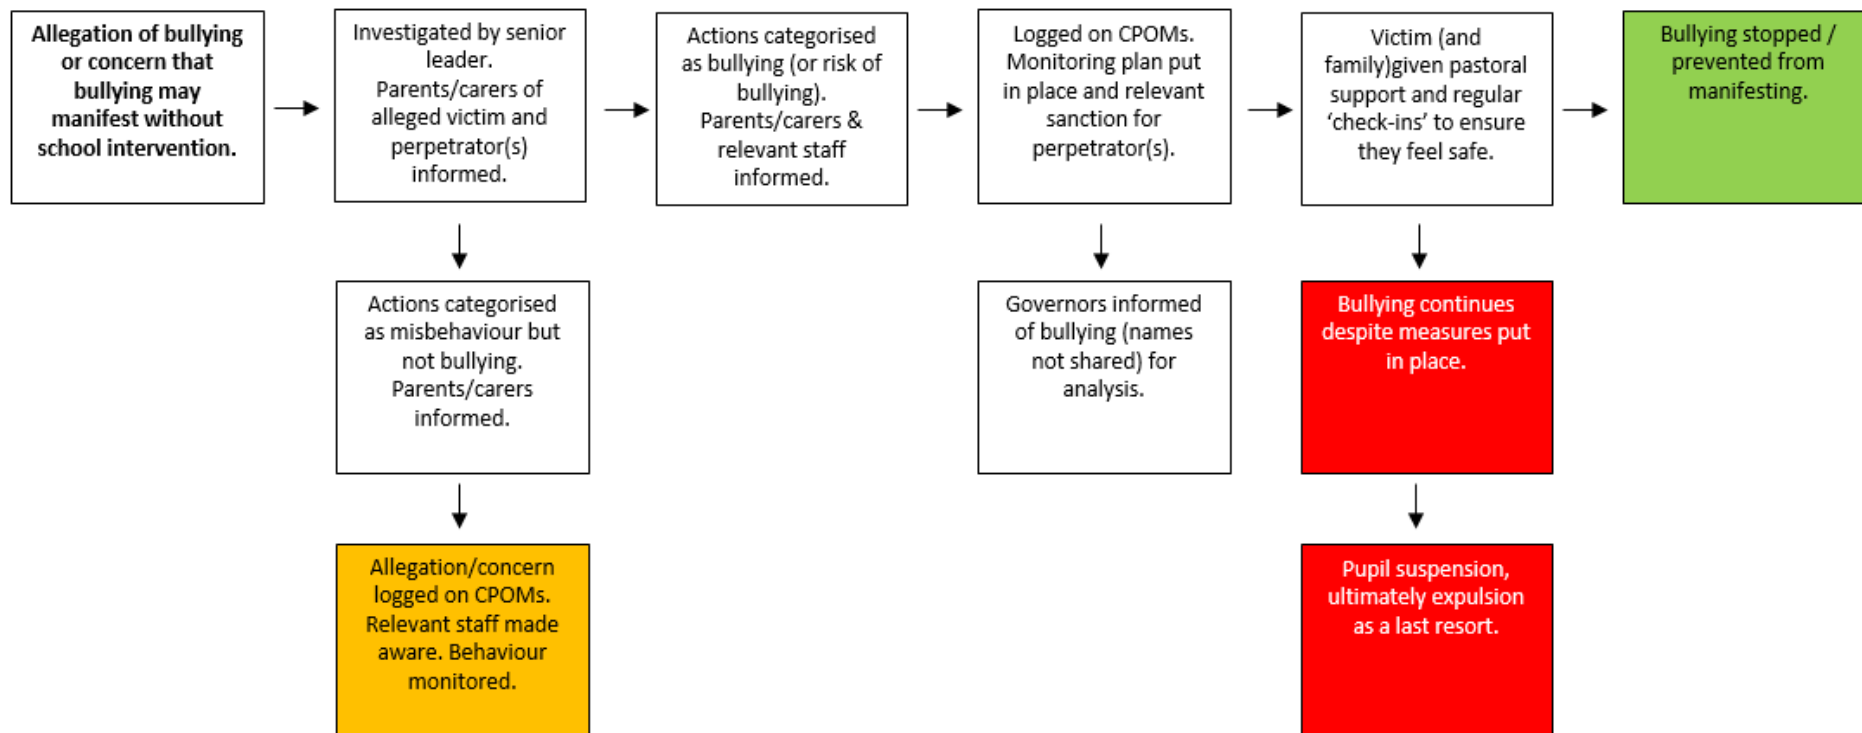 Allegation of bullying
or concern that
bullying may
manifest without
school intervention.
Investigated by senior
leader.
Parents/carers of
alleged victim and
perpetrator(s)
informed.
Actions categorised
as bullying (or risk of
bullying).
Parents/carers &
relevant staff
informed.
Logged on CPOMs.
Monitoring plan put
in place and relevant
sanction for
perpetrator(s).
Victim (and
family)given pastoral
support and regular
‘check-ins’ to ensure
they feel safe.
Bullying stopped /
prevented from
manifesting.
Actions categorised
as misbehaviour but
not bullying.
Parents/carers
informed.
Governors informed
of bullying (names
not shared) for
analysis.
Bullying continues
despite measures put
in place.
Allegation/concern
logged on CPOMs.
Relevant staff made
aware. Behaviour
monitored.
Pupil suspension,
ultimately expulsion
as a last resort.